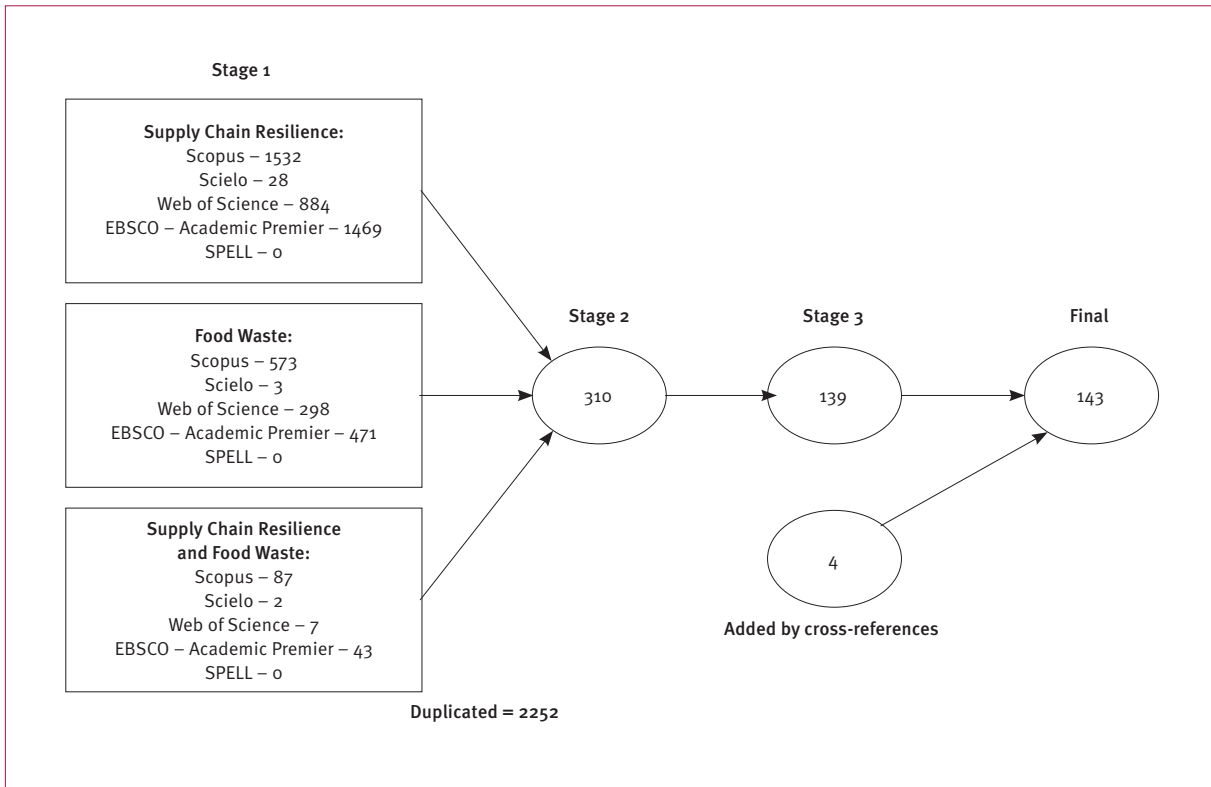 Stage 1
Supply Chain Resilience:
Scopus – 1532
Scielo – 28
Web of Science – 884
EBSCO – Academic Premier – 1469
SPELL – 0
Food Waste:
Scopus – 573
Scielo – 3
Web of Science – 298
EBSCO – Academic Premier – 471
SPELL – 0
Supply Chain Resilience
and Food Waste:
Scopus – 87
Scielo – 2
Web of Science – 7
EBSCO – Academic Premier – 43
SPELL – 0
Duplicated = 2252
Stage 2
310
Stage 3
139
4
Added by cross-references
Final
143